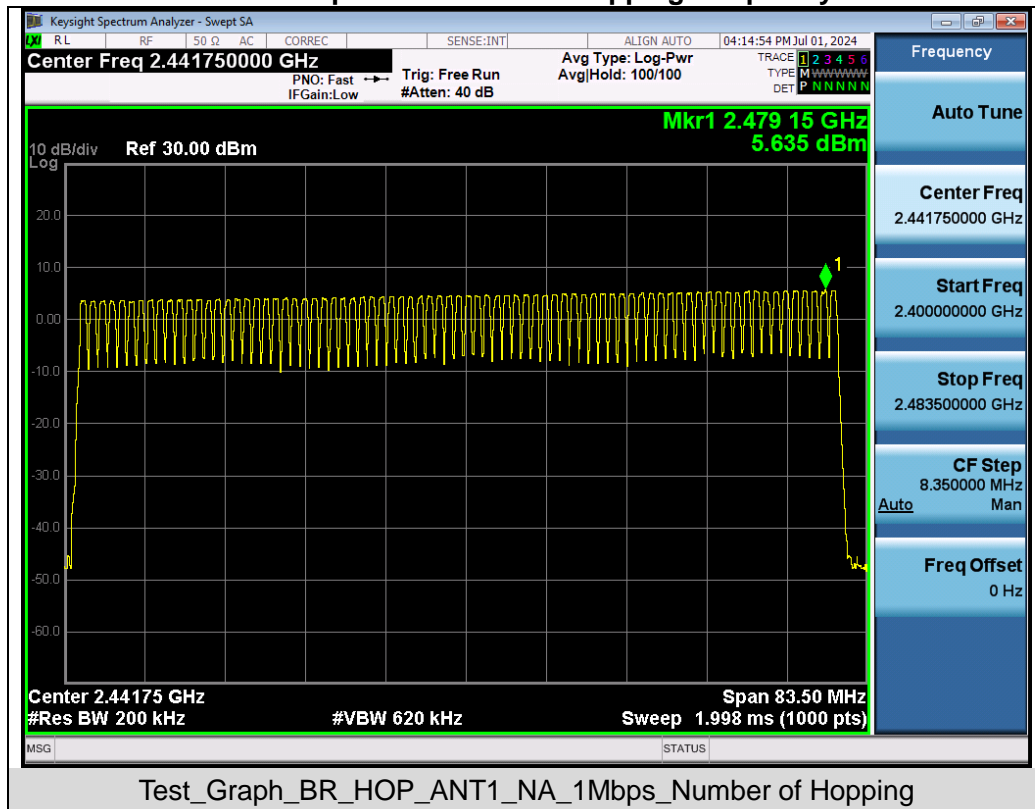 Keysight Spectrum Analyzer - Swept SA
LXI RL RF 50 Ω AC CORREC SENSE:INT ALIGN AUTO 04:14:54 PM Jul 01, 2024
Center Freq 2.441750000 GHz
PNO: Fast
IFGain:Low
Trig: Free Run
#Atten: 40 dB
Avg Type: Log-Pwr
Avg|Hold: 100/100
TRACE 1 2 3 4 5 6
TYPE M WWWWW
DET P N N N N N
Mkr1 2.479 15 GHz
5.635 dBm
10 dB/div Ref 30.00 dBm
Log
20.0
10.0
0.00
-10.0
-20.0
-30.0
-40.0
-50.0
-60.0
1
Center 2.44175 GHz Span 83.50 MHz
#Res BW 200 kHz #VBW 620 kHz Sweep 1.998 ms (1000 pts)
MSG STATUS
Frequency
Auto Tune
Center Freq
2.441750000 GHz
Start Freq
2.400000000 GHz
Stop Freq
2.483500000 GHz
CF Step
8.350000 MHz
Auto Man
Freq Offset
0 Hz
Test_Graph_BR_HOP_ANT1_NA_1Mbps_Number of Hopping